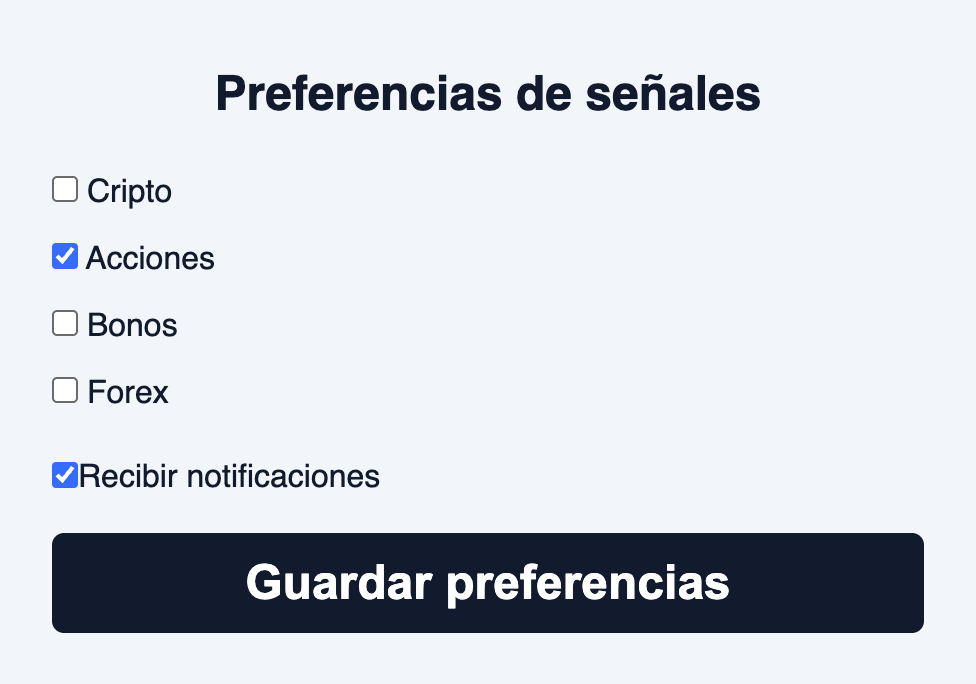 Preferencias de señales
Cripto
Acciones
Bonos
Forex
Recibir notificaciones
Guardar preferencias